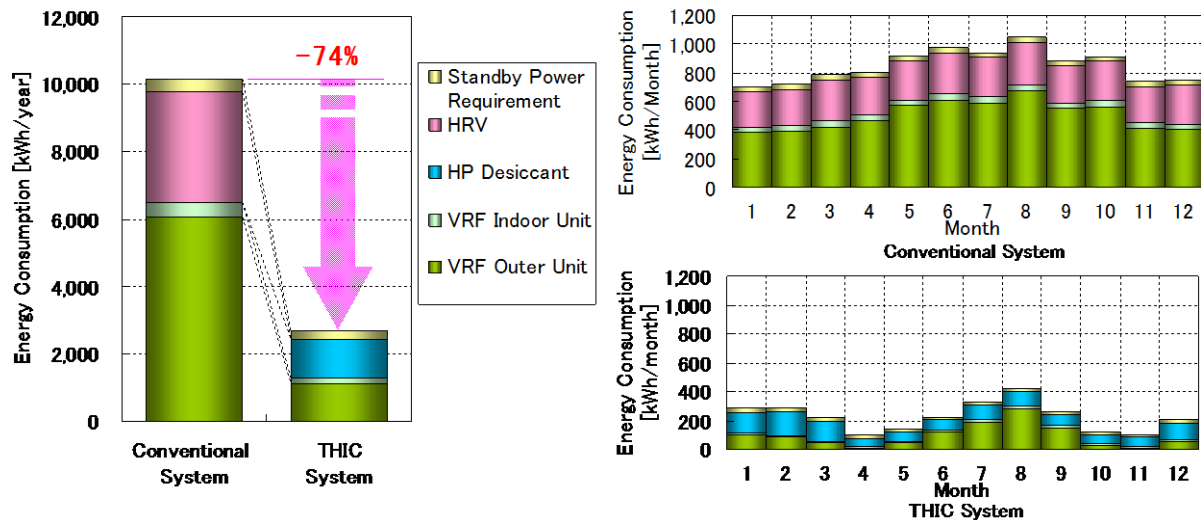 12,000
10,000
8,000
6,000
4,000
2,000
0
Energy Consumption [kWh/year]
-74%
Conventional
System
THIC
System
Standby Power
Requirement
HRV
HP Desiccant
VRF Indoor Unit
VRF Outer Unit
1,200
1,000
800
600
400
200
0
Energy Consumption
[kWh/Month]
1 2 3 4 5 6 7 8 9 10 11 12
Month
Conventional System
1,200
1,000
800
600
400
200
0
Energy Consumption
[kWh/month]
1 2 3 4 5 6 7 8 9 10 11 12
Month
THIC System